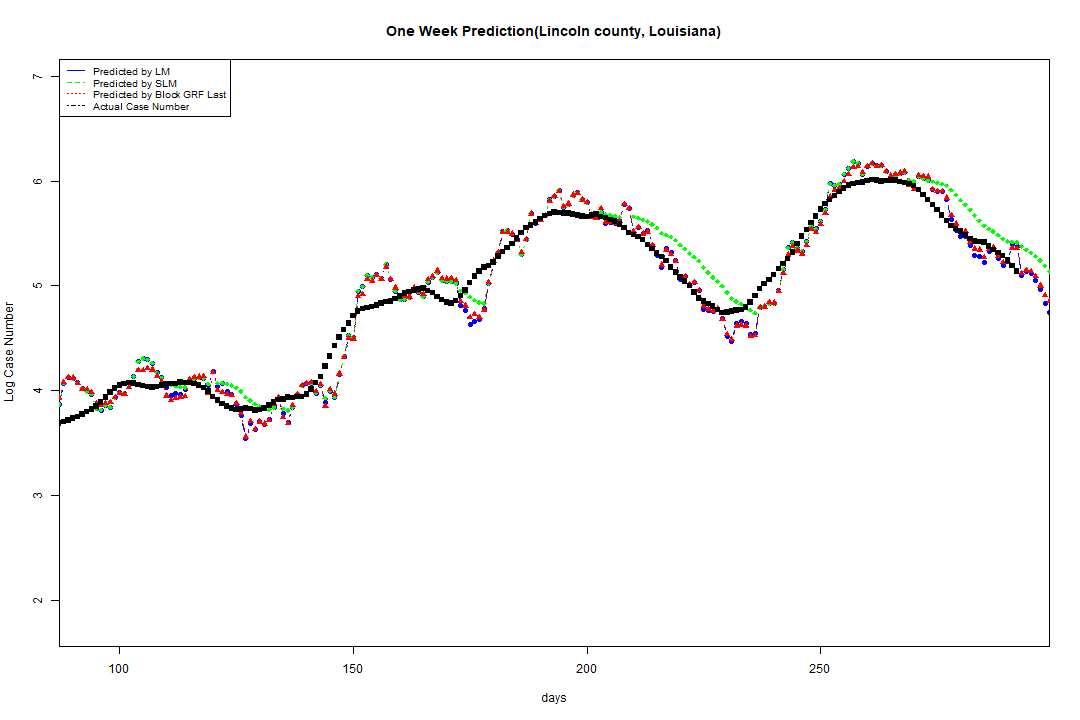 One Week Prediction(Lincoln county, Louisiana)
Predicted by LM
Predicted by SLM
Predicted by Block GRF Last
Actual Case Number
7
6
5
4
3
2
Log Case Number
100 150 200 250
days